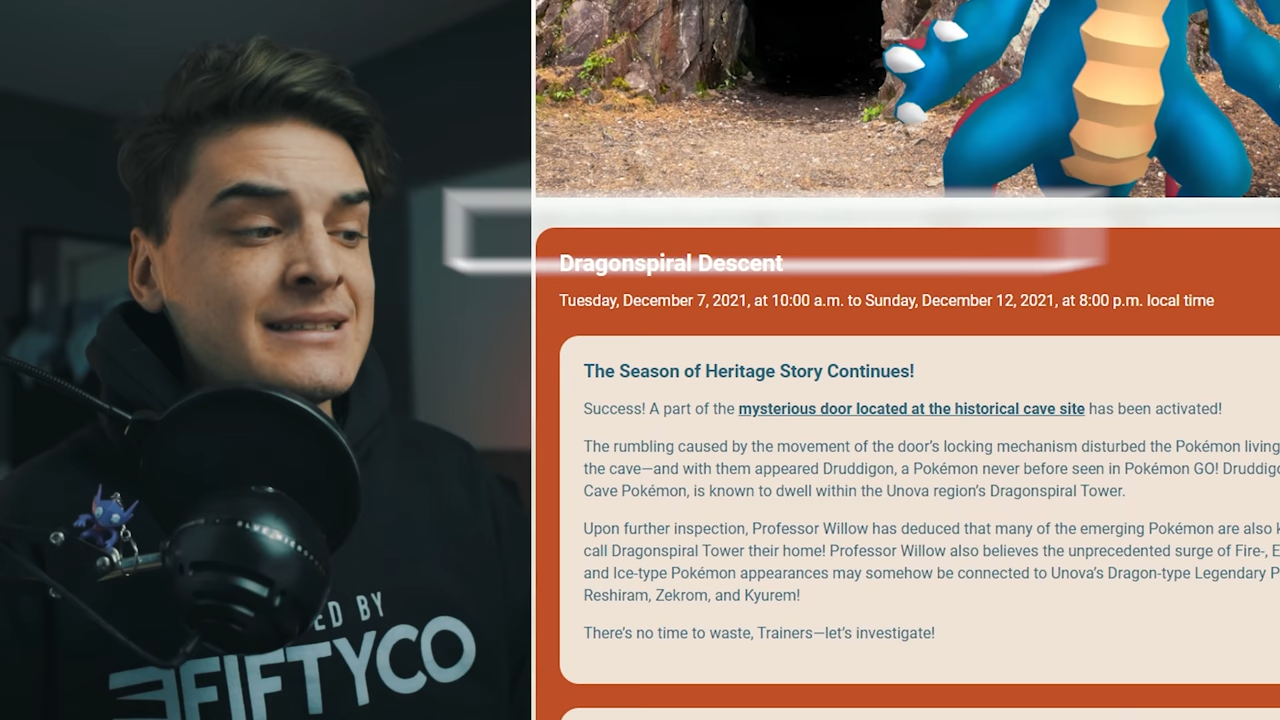 Dragonspiral Descent
Tuesday, December 7, 2021, at 10:00 a.m. to Sunday, December 12, 2021, at 8:00 p.m. local time
The Season of Heritage Story Continues!
Success! A part of the mysterious door located at the historical cave site has been activated!
The rumbling caused by the movement of the door’s locking mechanism disturbed the Pokémon living
the cave—and with them appeared Druddigon, a Pokémon never before seen in Pokémon GO! Druddigo
Cave Pokémon, is known to dwell within the Unova region’s Dragonspiral Tower.
Upon further inspection, Professor Willow has deduced that many of the emerging Pokémon are also k
call Dragonspiral Tower their home! Professor Willow also believes the unprecedented surge of Fire-, E
and Ice-type Pokémon appearances may somehow be connected to Unova’s Dragon-type Legendary P
Reshiram, Zekrom, and Kyurem!
There’s no time to waste, Trainers—let’s investigate!
ED BY
FIFTYCO